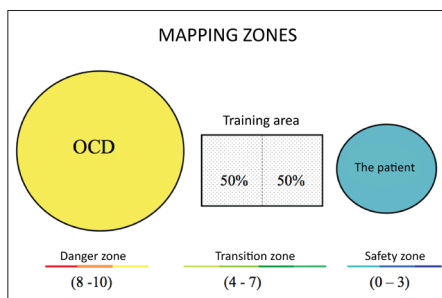 MAPPING ZONES
Training area
OCD
The patient
50% 50%
Danger zone Transition zone Safety zone
(8 -10) (4 - 7) (0 – 3)